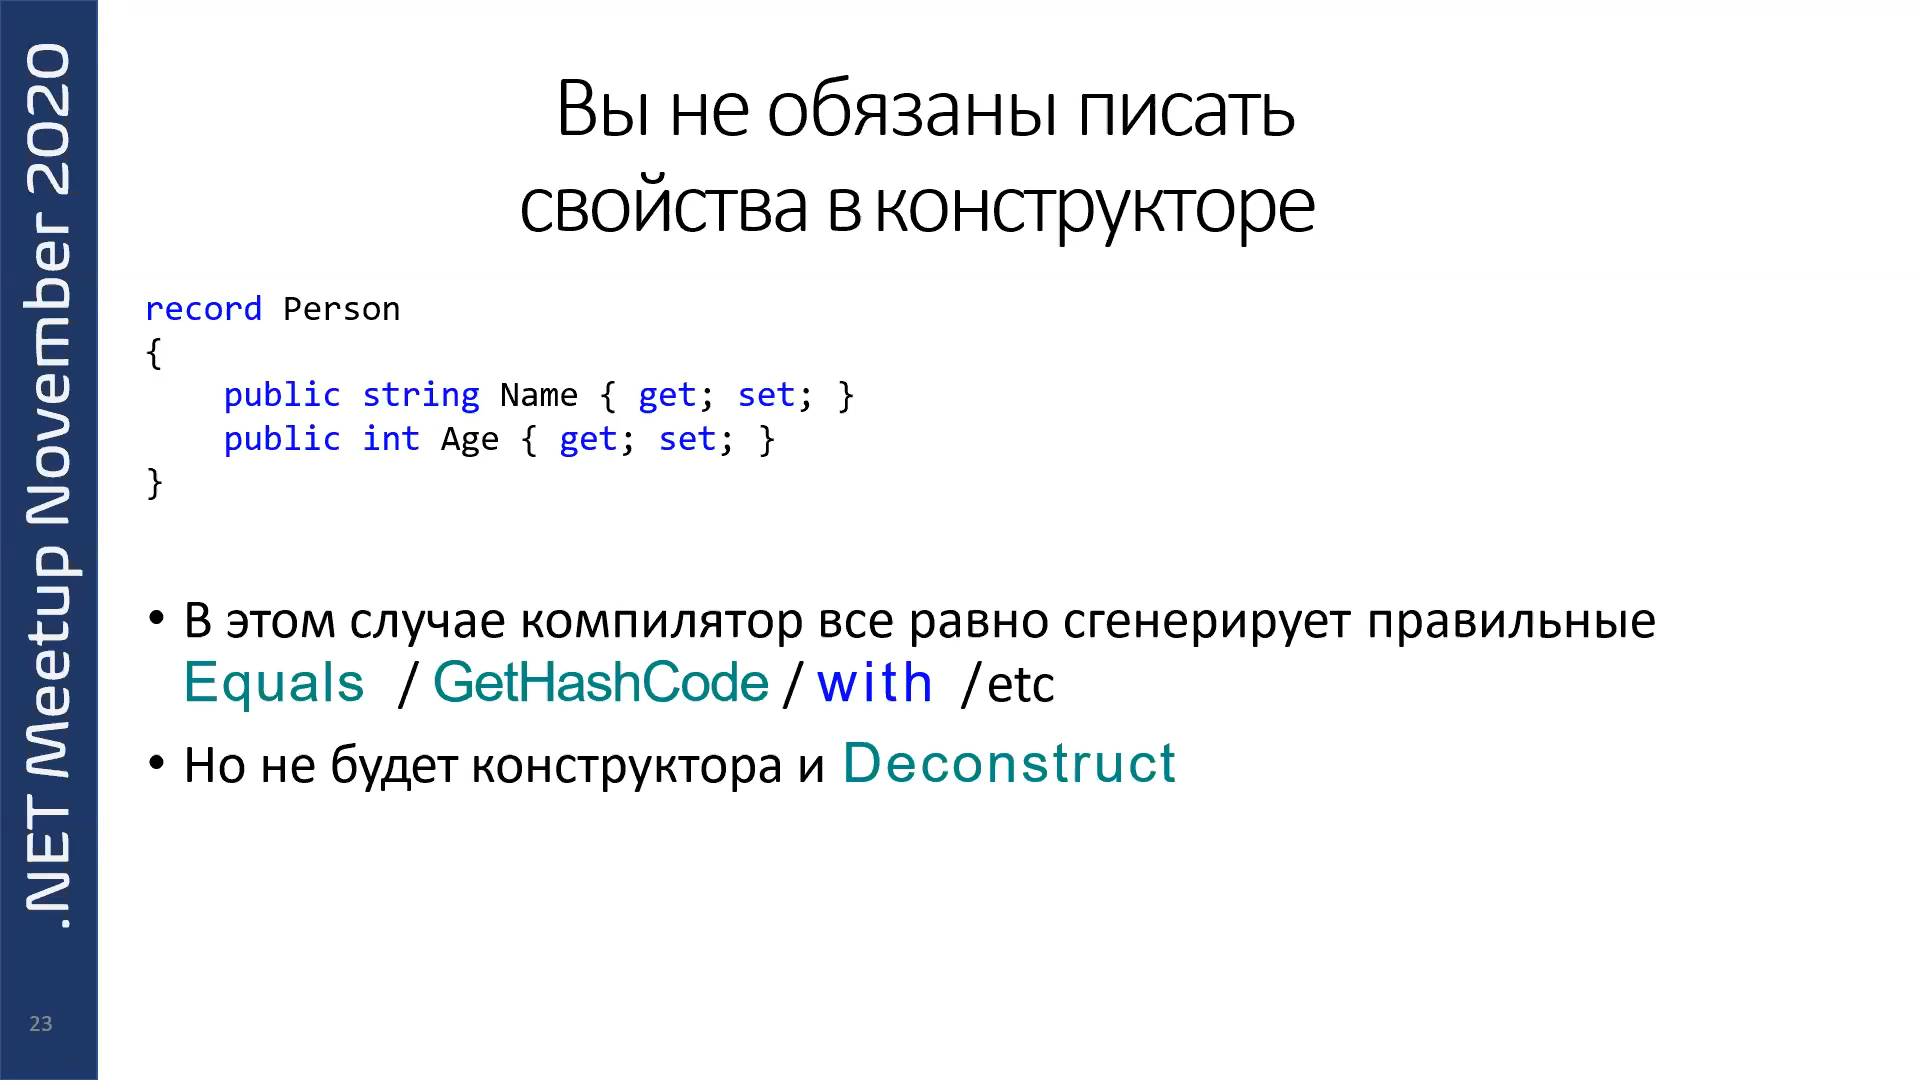 .NET Meetup November 2020
Вы не обязаны писать
свойства в конструкторе
record Person
{
    public string Name { get; set; }
    public int Age { get; set; }
}
• В этом случае компилятор все равно сгенерирует правильные
Equals / GetHashCode / with /etc
• Но не будет конструктора и Deconstruct
23